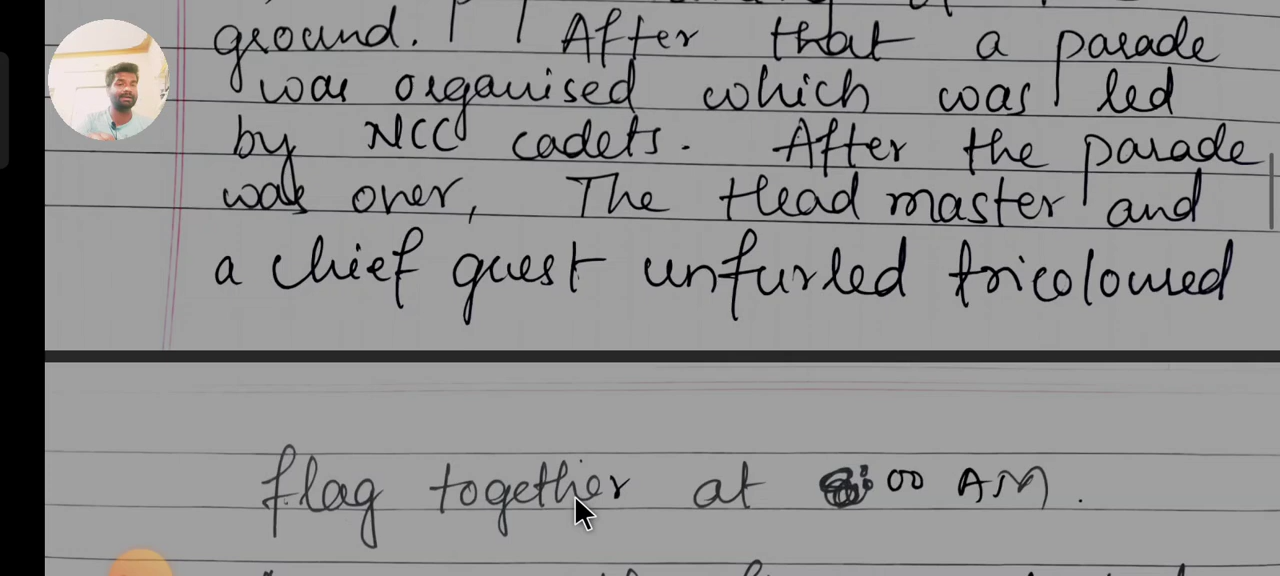 ground. After that a parade
was organised which was led
by NCC cadets. After the parade
was over, The Head master and
a chief guest unfurled tricoloured
flag together at :00 AM.